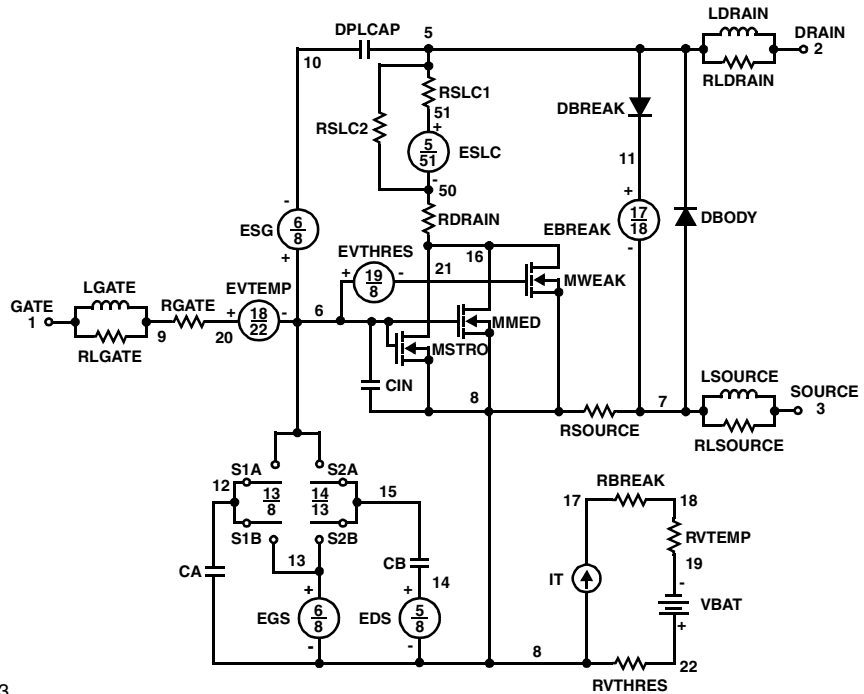 LDRAIN
DPLCAP
5
DRAIN
2
10
RLDRAIN
RSLC1
51
DBREAK
RSLC2
+
5
51
ESLC
11
-
50
-
+
6
8
ESG
RDRAIN
EBREAK
17
18
DBODY
+
EVTHRES
16
-
+
19
8
-
21
MWEAK
LGATE
EVTEMP
GATE
1
RGATE
+
18
22
-
6
MMED
9
20
MSTRO
RLGATE
LSOURCE
CIN
8
7
SOURCE
3
RSOURCE
RLSOURCE
S1A
S2A
12
13
8
14
13
15
RBREAK
17
18
S1B
S2B
RVTEMP
13
CB
19
CA
IT
14
-
+
+
VBAT
EGS
6
8
EDS
5
8
+
-
-
8
22
RVTHRES
3